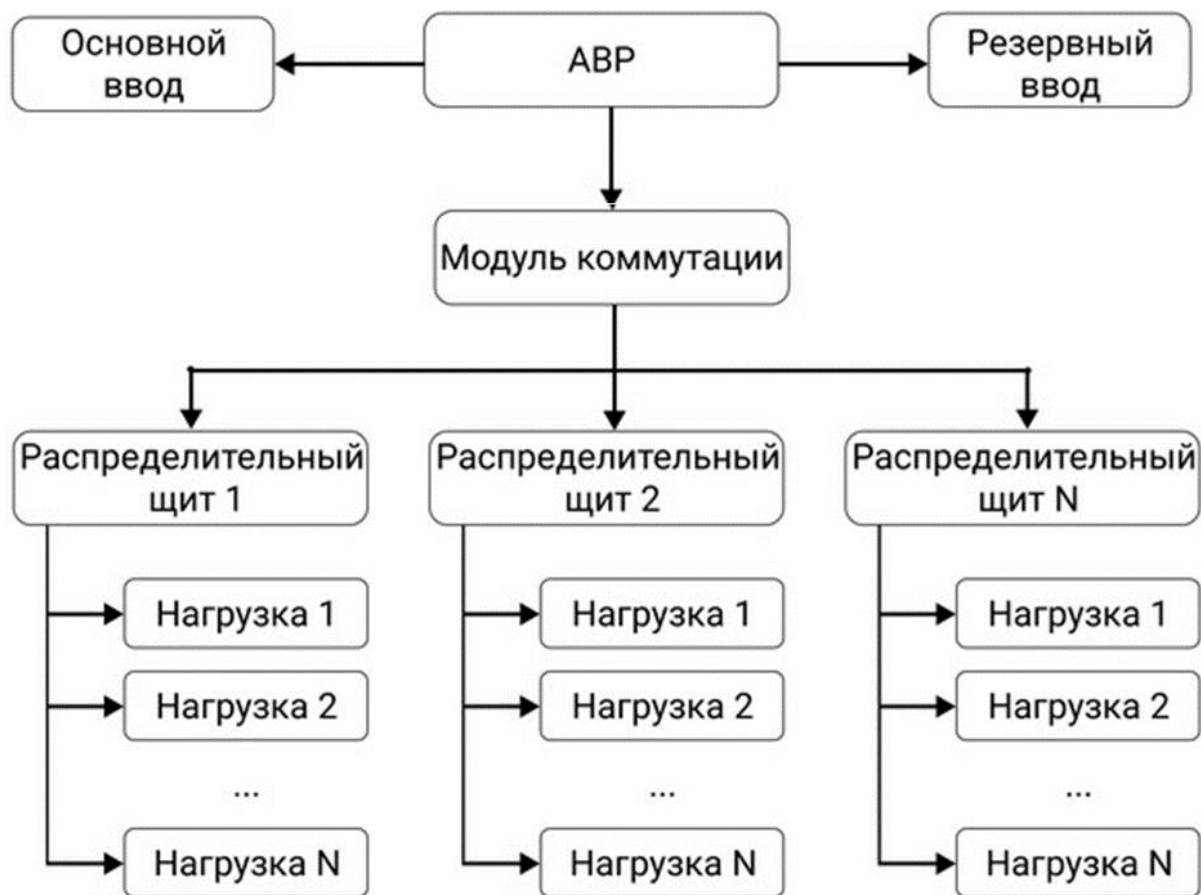 Основной
ввод
АВР
Резервный
ввод
Модуль коммутации
Распределительный
щит 1
Распределительный
щит 2
Распределительный
щит N
Нагрузка 1
Нагрузка 1
Нагрузка 1
Нагрузка 2
Нагрузка 2
Нагрузка 2
...
...
...
Нагрузка N
Нагрузка N
Нагрузка N